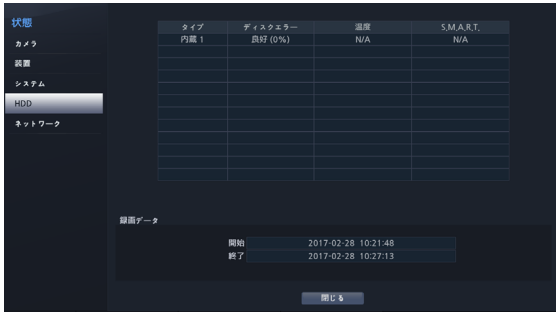 状態
カメラ
装置
システム
HDD
ネットワーク
タイプ ディスクエラー 温度 S.M.A.R.T.
内蔵 1 良好 (0%) N/A N/A
録画データ
開始 2017-02-28 10:21:48
終了 2017-02-28 10:27:13
閉じる